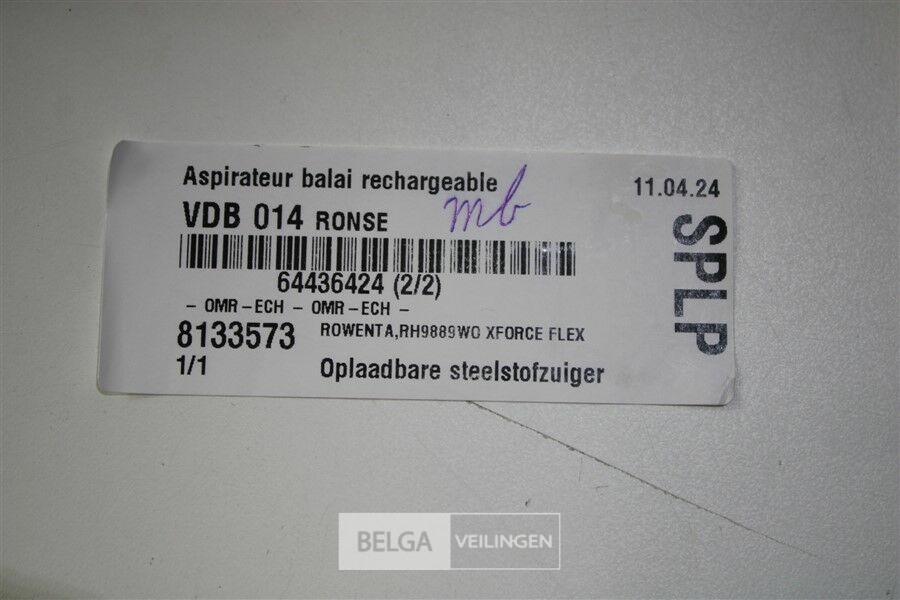 Aspirateur balai rechargeable
11.04.24
mb
VDB 014 RONSE
SPLP
64436424 (2/2)
- OMR-ECH - OMR-ECH -
8133573 ROWENTA,RH9889WO XFORCE FLEX
1/1 Oplaadbare steelstofzuiger
BELGA VEILINGEN